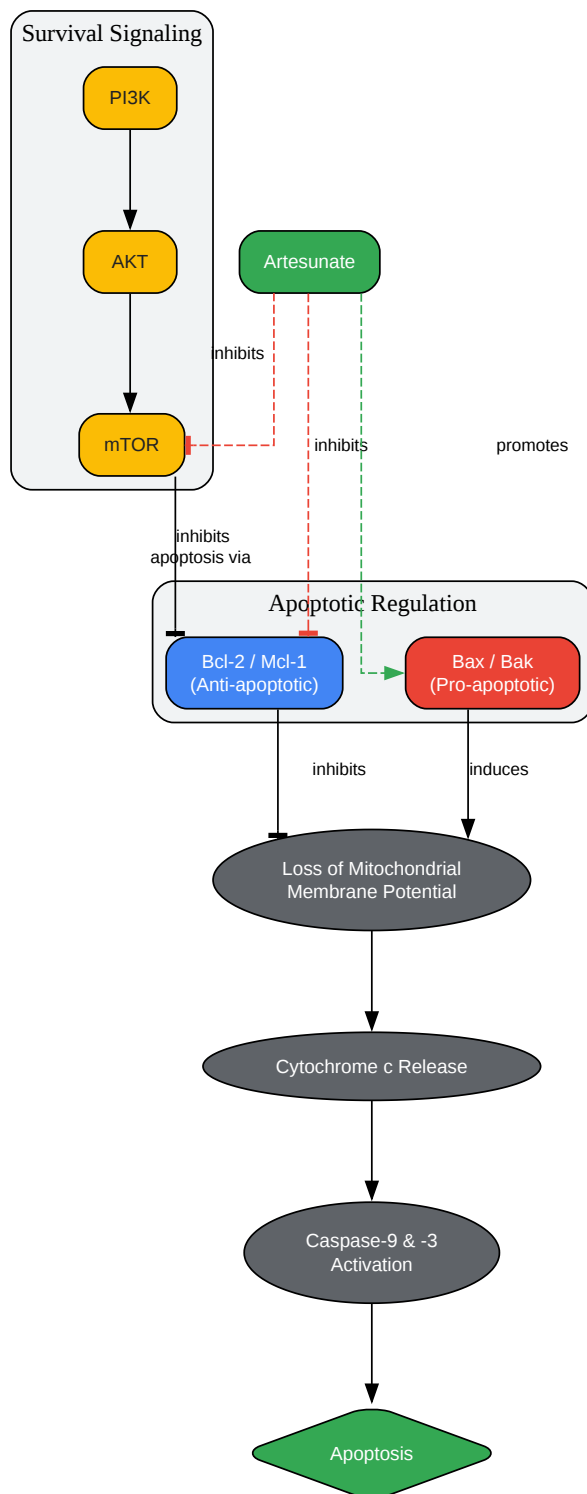 Survival Signaling
PI3K
AKT
Artesunate
inhibits
mTOR
inhibits
promotes
inhibits
apoptosis via
Apoptotic Regulation
Bcl-2 / Mcl-1
(Anti-apoptotic)
Bax / Bak
(Pro-apoptotic)
inhibits
induces
Loss of Mitochondrial
Membrane Potential
Cytochrome c Release
Caspase-9 & -3
Activation
Apoptosis